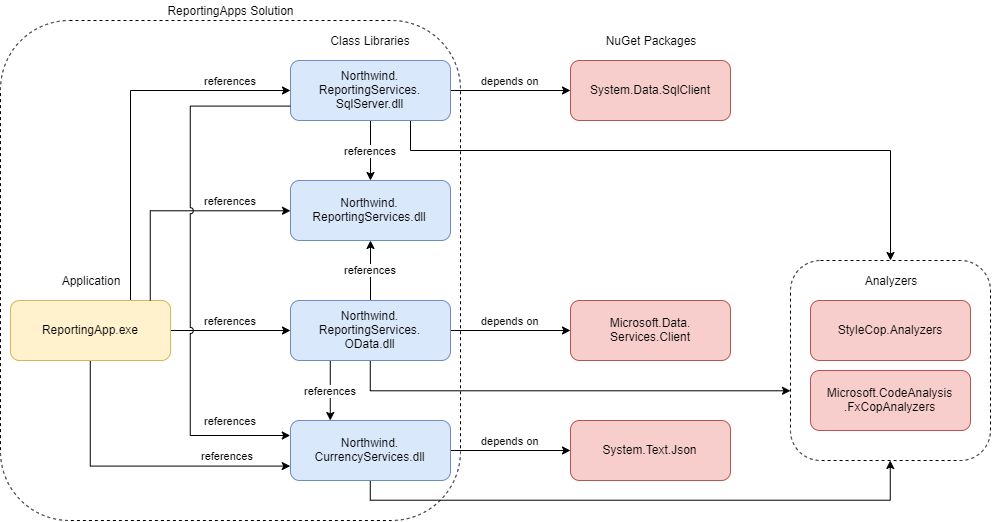 ReportingApps Solution
Class Libraries
NuGet Packages
references
Northwind.
ReportingServices.
SqlServer.dll
depends on
System.Data.SqlClient
references
references
Northwind.
ReportingServices.dll
references
Application
Analyzers
ReportingApp.exe
references
Northwind.
ReportingServices.
OData.dll
depends on
Microsoft.Data.
Services.Client
StyleCop.Analyzers
references
Microsoft.CodeAnalysis
.FxCopAnalyzers
references
references
Northwind.
CurrencyServices.dll
depends on
System.Text.Json